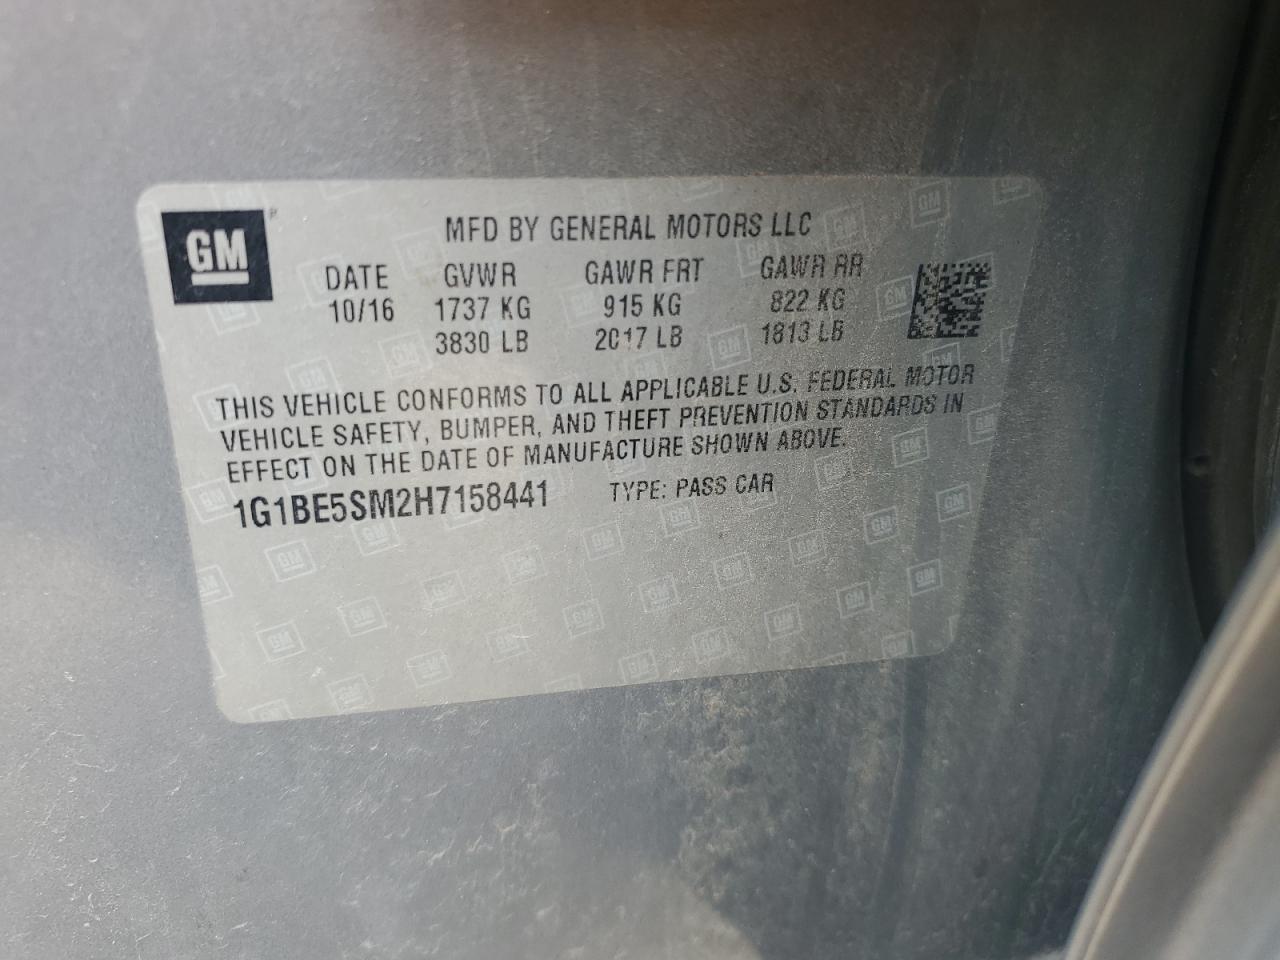 GM
MFD BY GENERAL MOTORS LLC
DATE GVWR GAWR FRT GAWR RR
10/16 1737 KG 915 KG 822 KG
3830 LB 2017 LB 1813 LB
THIS VEHICLE CONFORMS TO ALL APPLICABLE U.S. FEDERAL MOTOR
VEHICLE SAFETY, BUMPER, AND THEFT PREVENTION STANDARDS IN
EFFECT ON THE DATE OF MANUFACTURE SHOWN ABOVE.
1G1BE5SM2H7158441 TYPE: PASS CAR